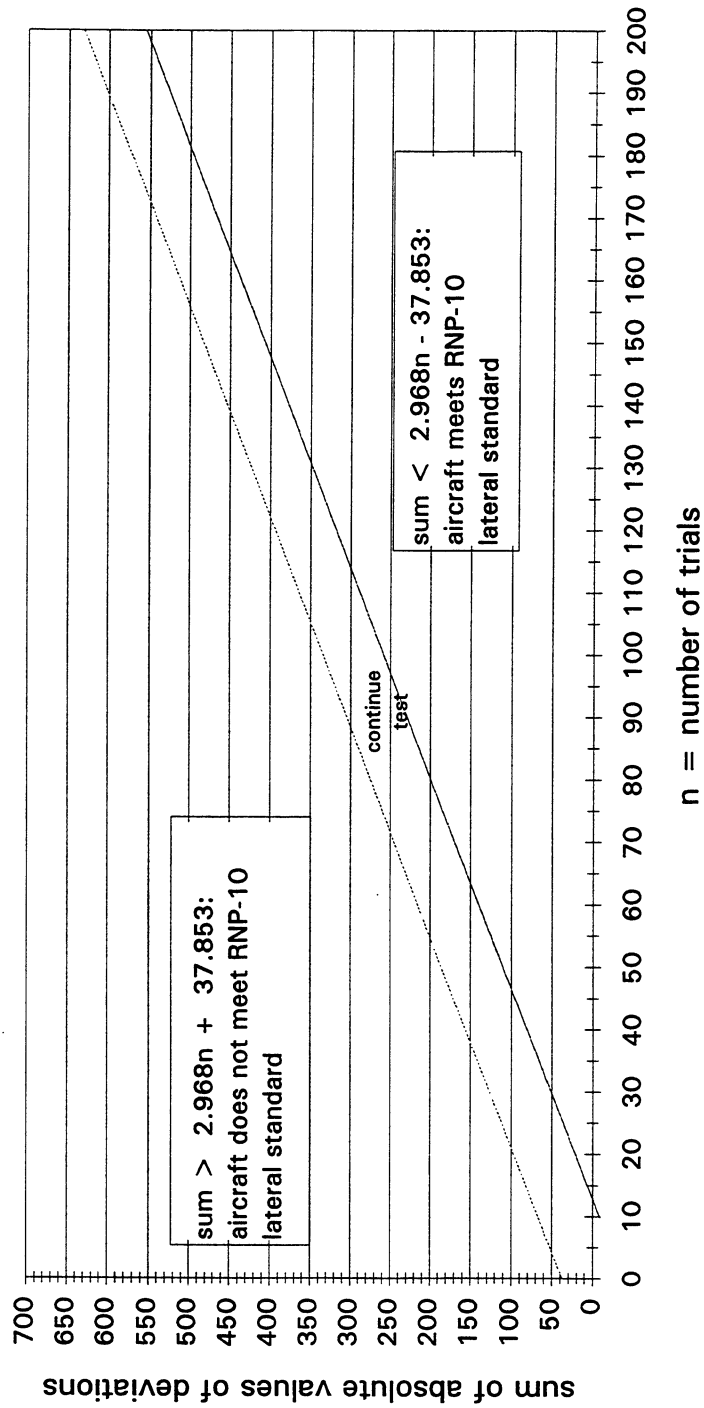 sum of absolute values of deviations
700
650
600
550
500
450
400
350
300
250
200
150
100
50
0
sum > 2.968n + 37.853:
aircraft does not meet RNP-10
lateral standard
continue
test
sum < 2.968n - 37.853:
aircraft meets RNP-10
lateral standard
0 10 20 30 40 50 60 70 80 90 100 110 120 130 140 150 160 170 180 190 200
n = number of trials